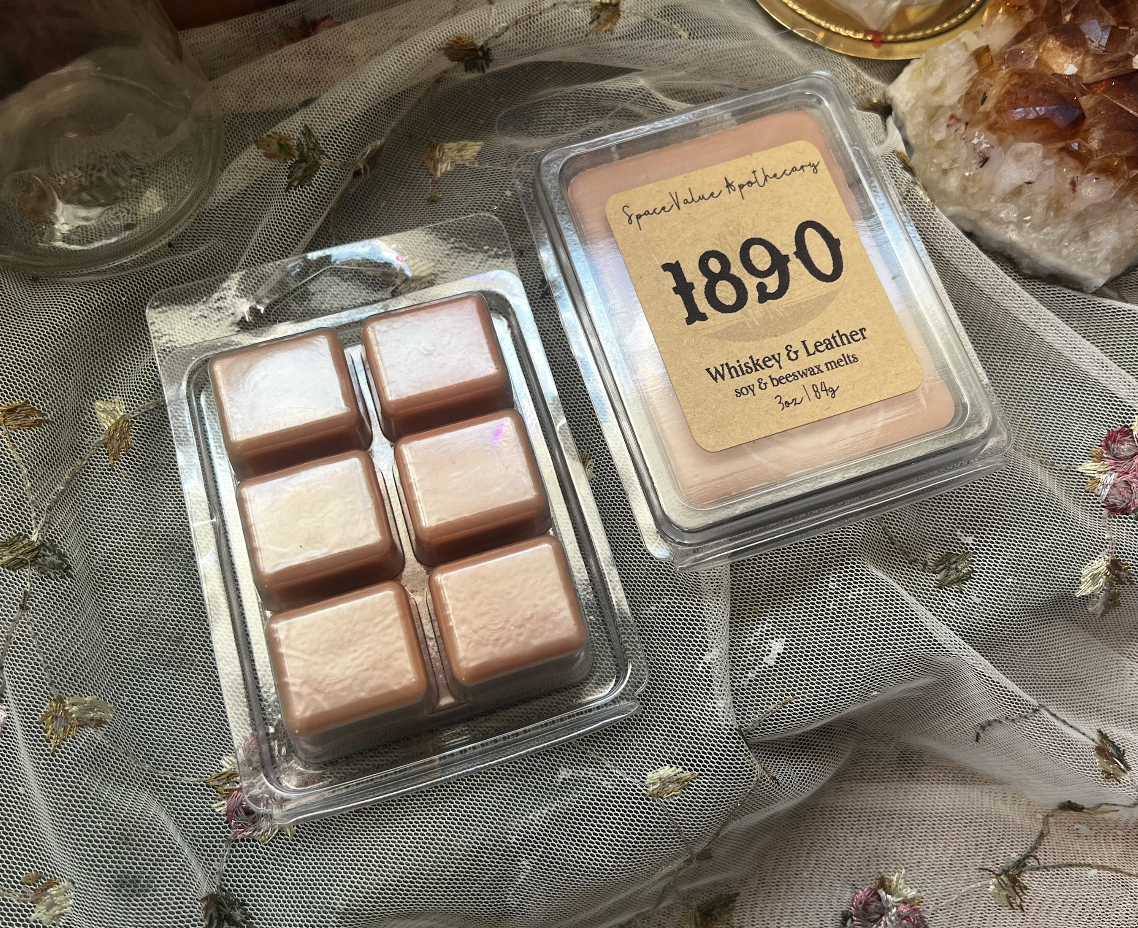 SpaceValue Apothecary
1890
Whiskey & Leather
soy & beeswax melts
3oz | 84g